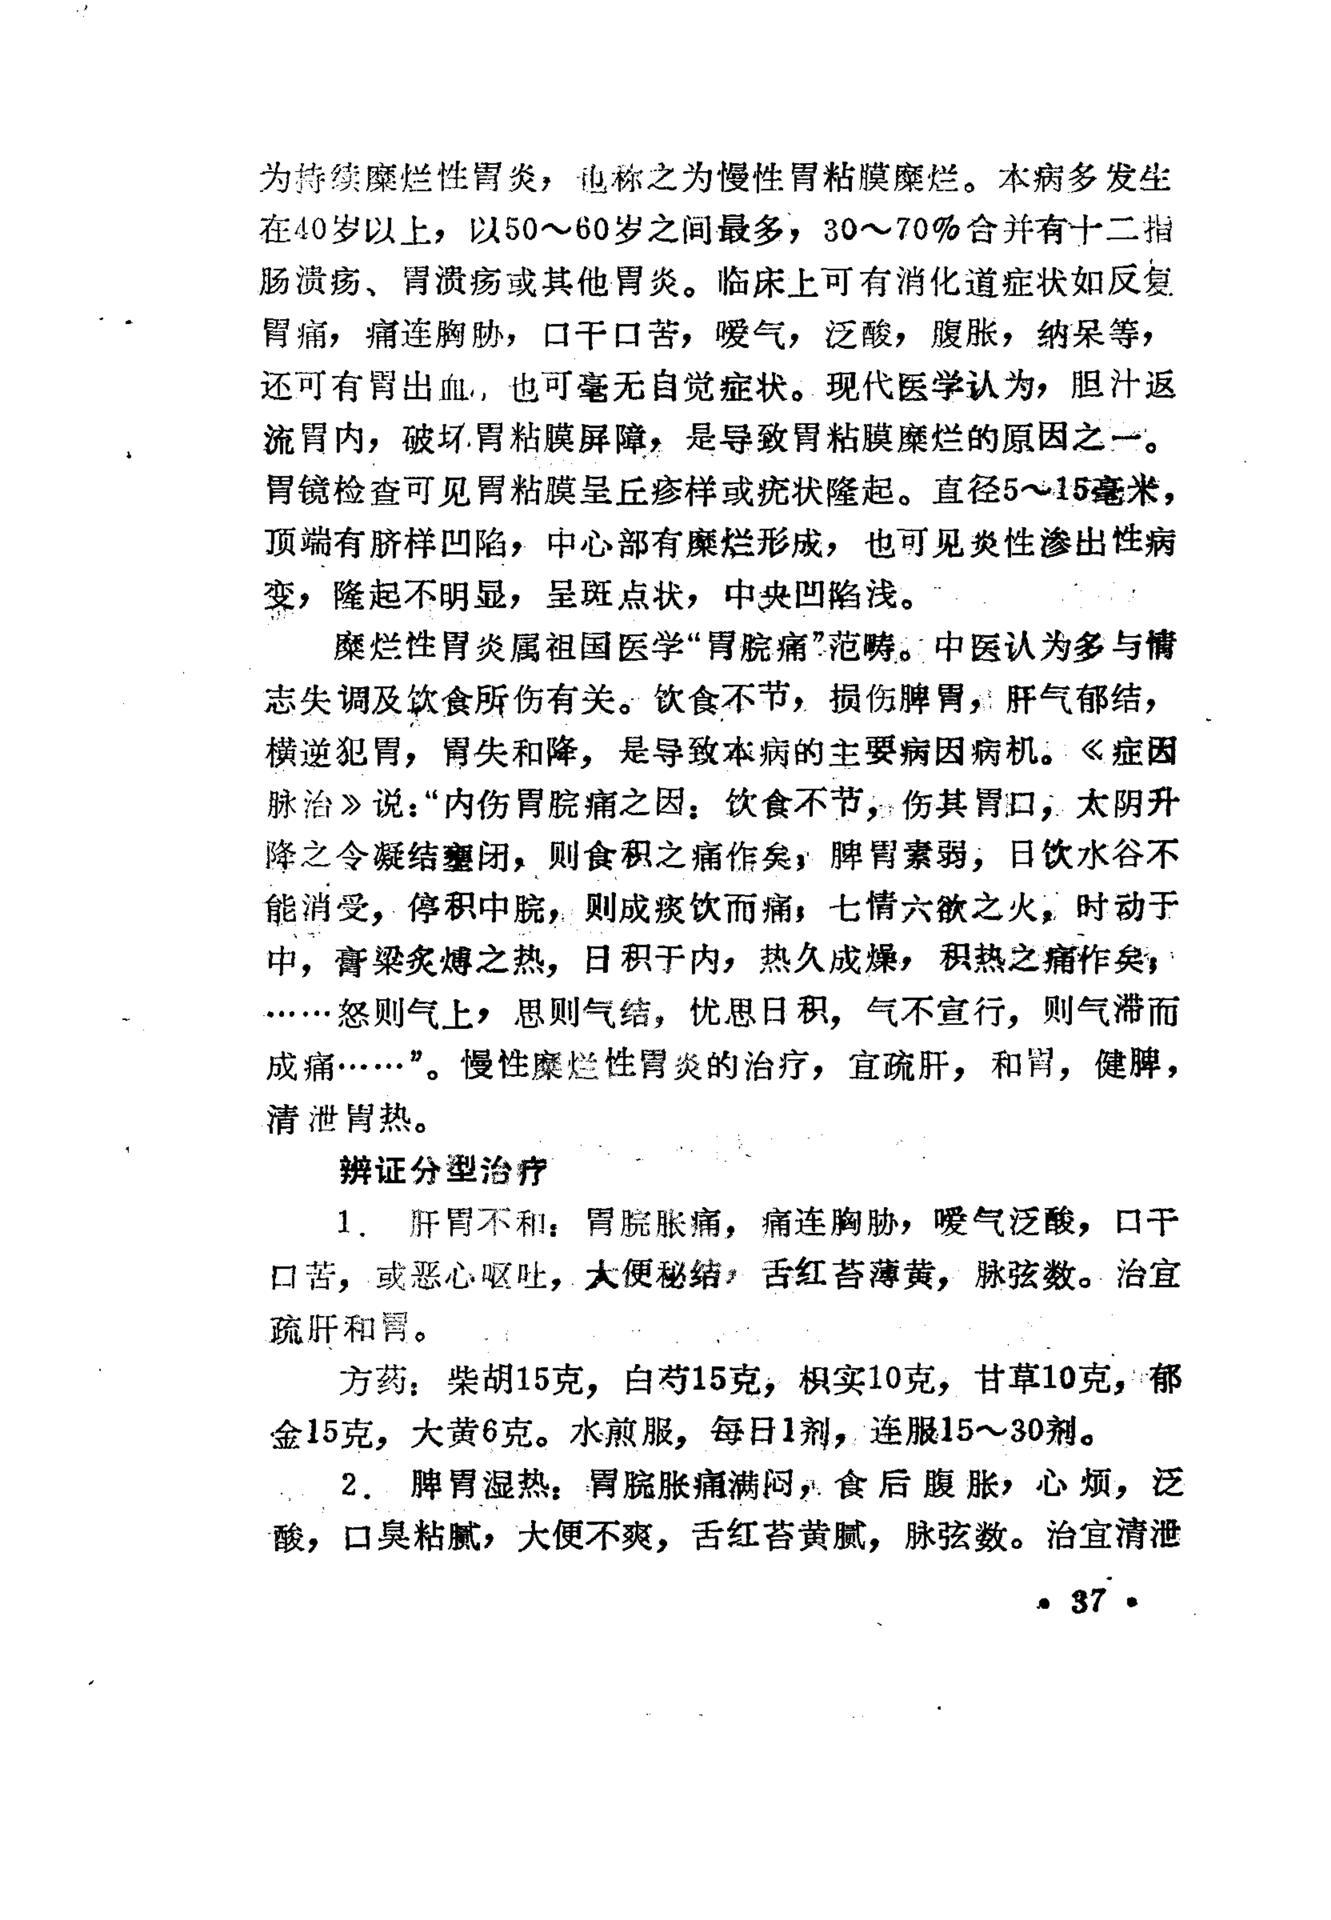 为持续糜烂性胃炎，也称之为慢性胃粘膜糜烂。本病多发生
在40岁以上，以50～60岁之间最多，30～70%合并有十二指
肠溃疡、胃溃疡或其他胃炎。临床上可有消化道症状如反复
胃痛，痛连胸胁，口干口苦，嗳气，泛酸，腹胀，纳呆等，
还可有胃出血，也可毫无自觉症状。现代医学认为，胆汁返
流胃内，破坏胃粘膜屏障，是导致胃粘膜糜烂的原因之一。
胃镜检查可见胃粘膜呈丘疹样或疣状隆起。直径5～15毫米，
顶端有脐样凹陷，中心部有糜烂形成，也可见炎性渗出性病
变，隆起不明显，呈斑点状，中央凹陷浅。
糜烂性胃炎属祖国医学“胃脘痛”范畴。中医认为多与情
志失调及饮食所伤有关。饮食不节，损伤脾胃，肝气郁结，
横逆犯胃，胃失和降，是导致本病的主要病因病机。《症因
脉治》说：“内伤胃脘痛之因：饮食不节，伤其胃口，太阴升
降之令凝结壅闭，则食积之痛作矣；脾胃素弱，日饮水谷不
能消受，停积中脘，则成痰饮而痛；七情六欲之火，时动于
中，膏梁炙煿之热，日积于内，热久成燥，积热之痛作矣；
……怒则气上，思则气结，忧思日积，气不宣行，则气滞而
成痛……”。慢性糜烂性胃炎的治疗，宜疏肝，和胃，健脾，
清泄胃热。
辨证分型治疗
1．肝胃不和：胃脘胀痛，痛连胸胁，嗳气泛酸，口干
口苦，或恶心呕吐，大便秘结，舌红苔薄黄，脉弦数。治宜
疏肝和胃。
方药：柴胡15克，白芍15克，枳实10克，甘草10克，郁
金15克，大黄6克。水煎服，每日1剂，连服15～30剂。
2．脾胃湿热：胃脘胀痛满闷，食后腹胀，心烦，泛
酸，口臭粘腻，大便不爽，舌红苔黄腻，脉弦数。治宜清泄
• 37 •